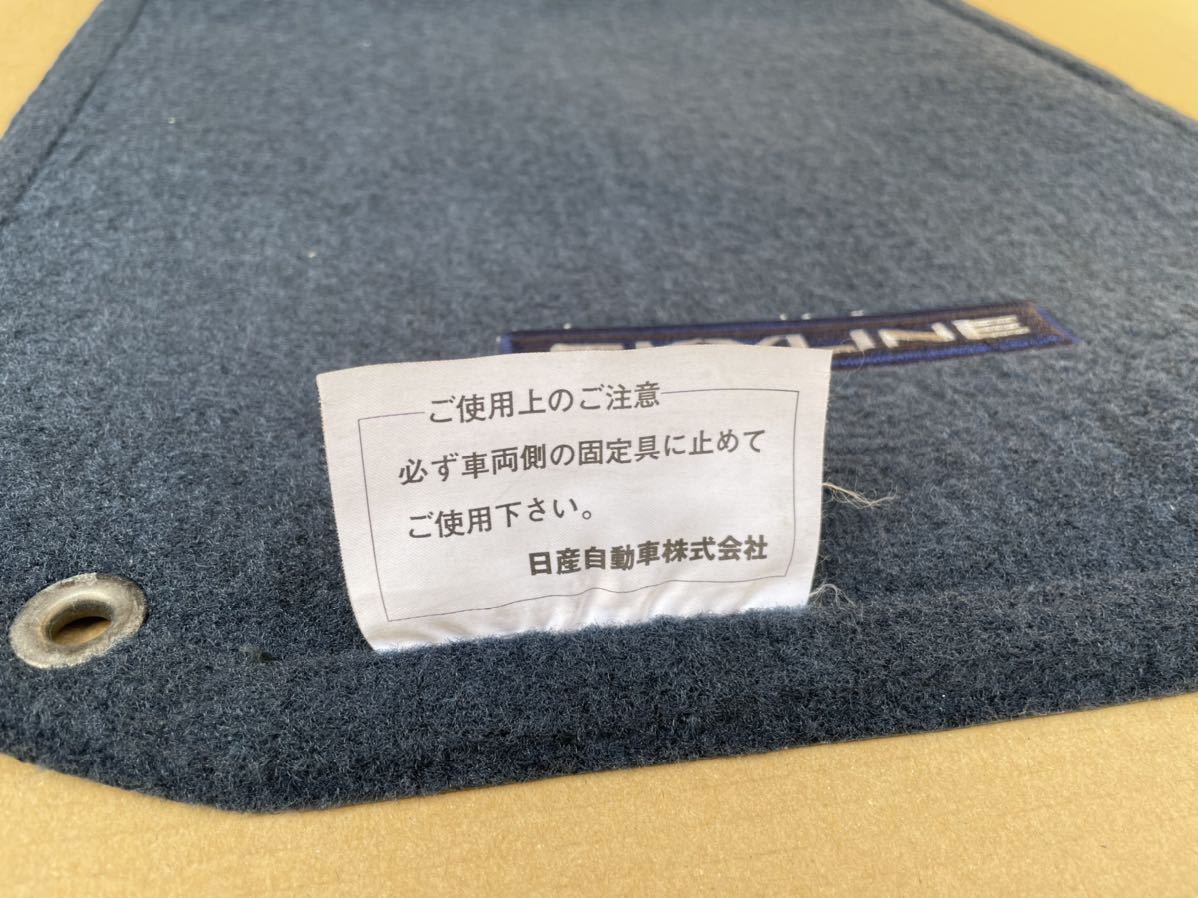 SKYLINE
ご使用上のご注意
必ず車両側の固定具に止めて
ご使用下さい。
日産自動車株式会社